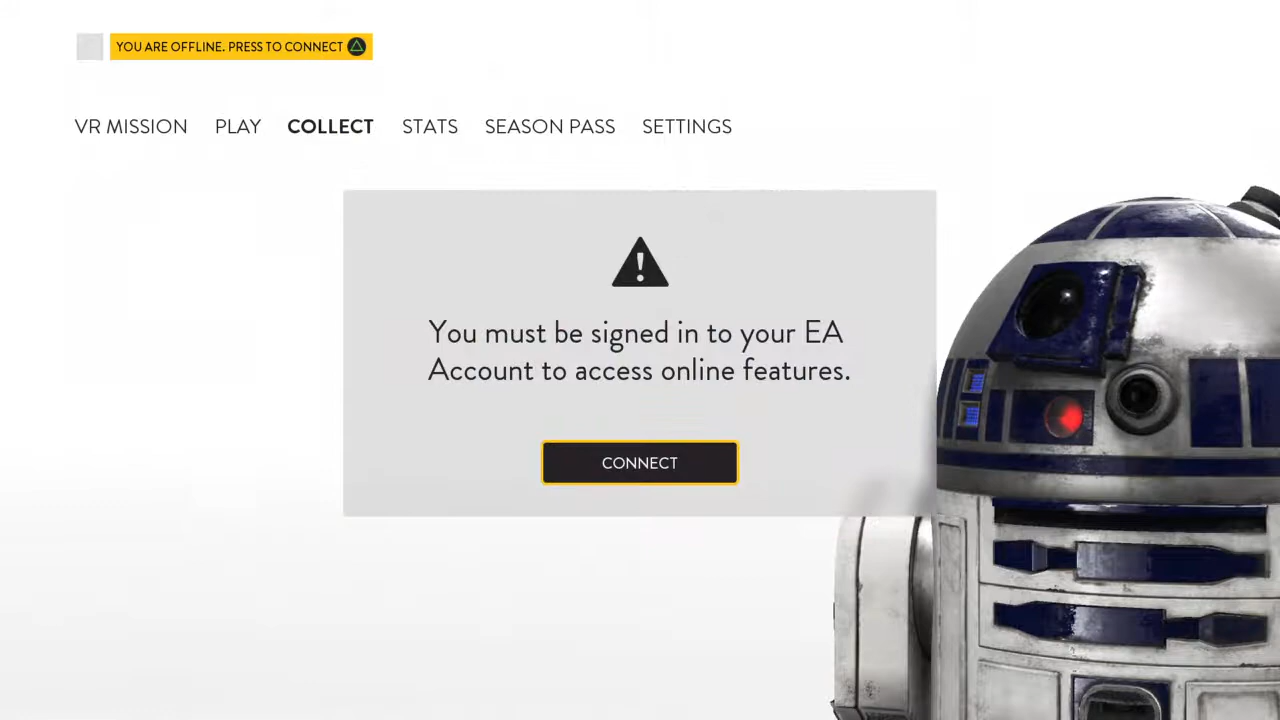 YOU ARE OFFLINE. PRESS TO CONNECT
VR MISSION PLAY COLLECT STATS SEASON PASS SETTINGS
You must be signed in to your EA
Account to access online features.
CONNECT